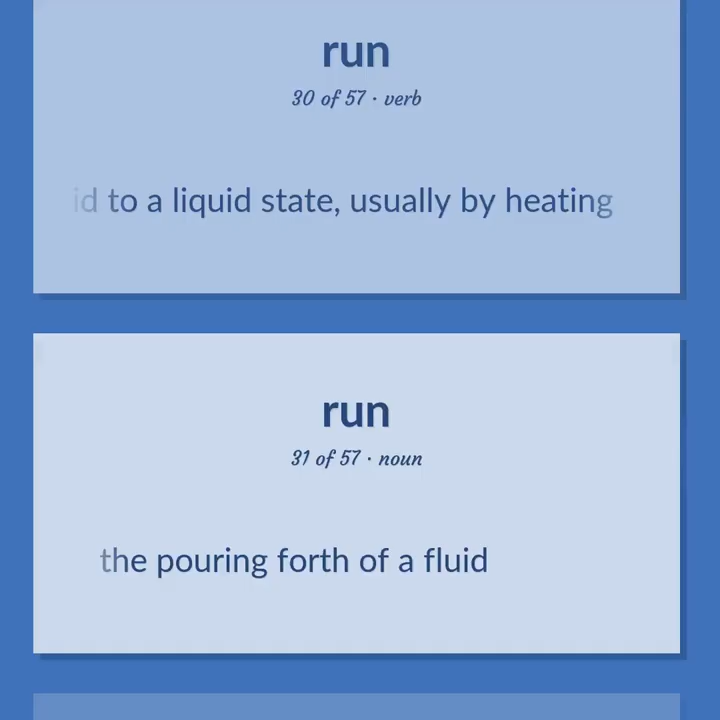 run
30 of 57 · verb
id to a liquid state, usually by heating
run
31 of 57 · noun
the pouring forth of a fluid